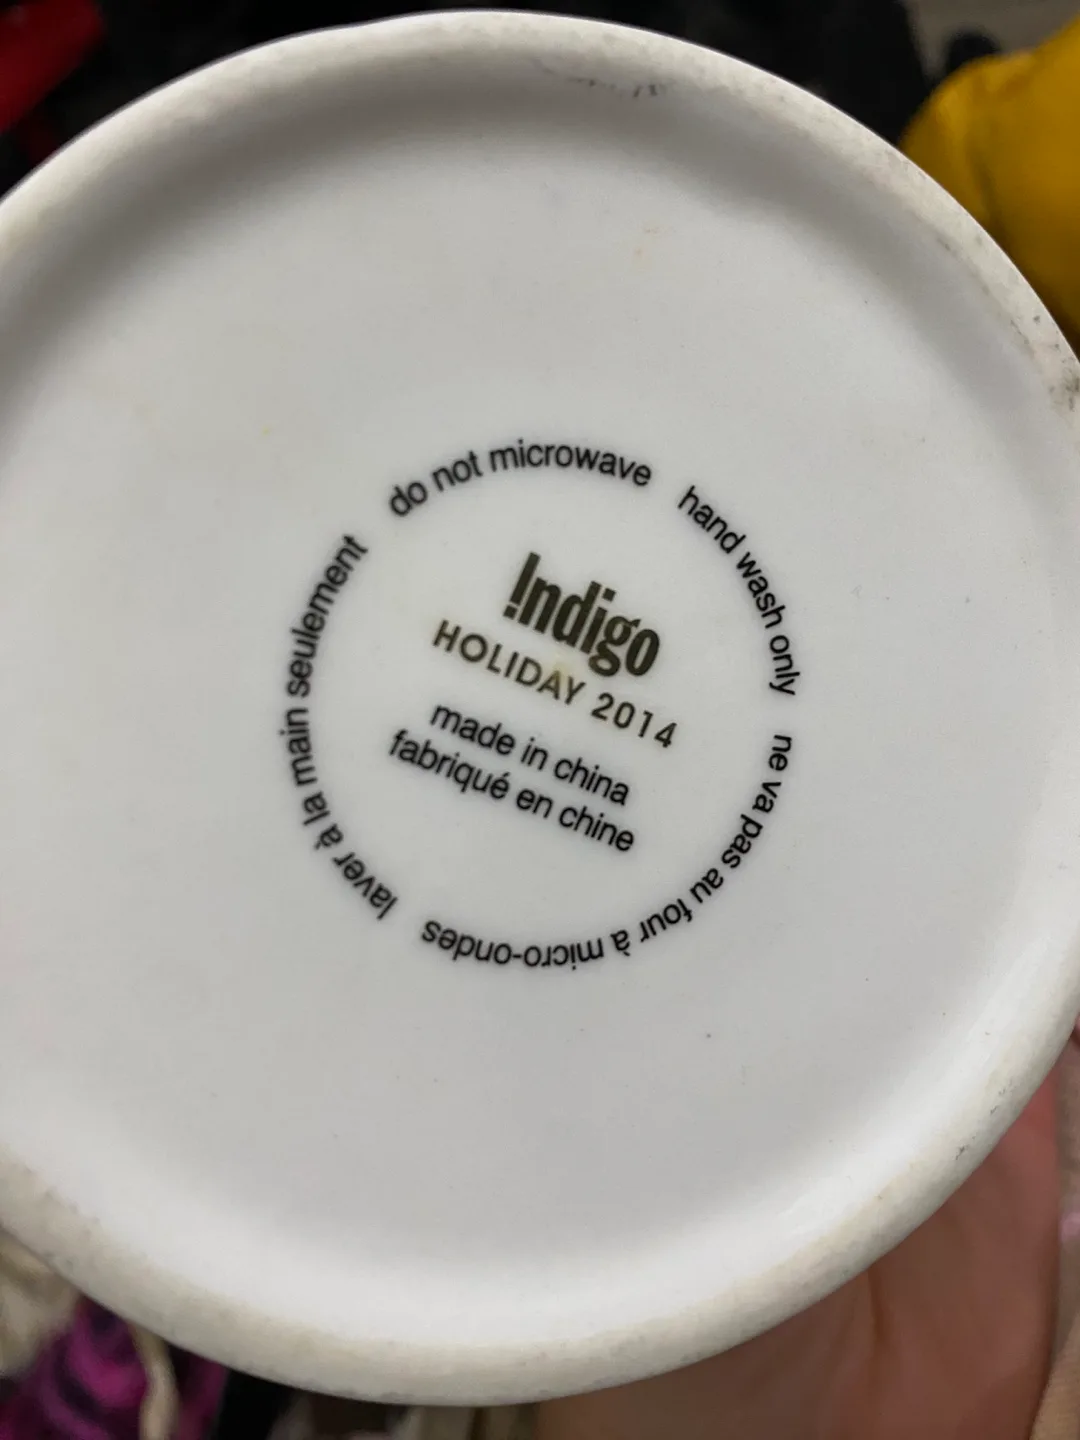 do not microwave
hand wash only
ne va pas au four à micro-ondes
laver à la main seulement
!ndigo
HOLIDAY 2014
made in china
fabriqué en chine